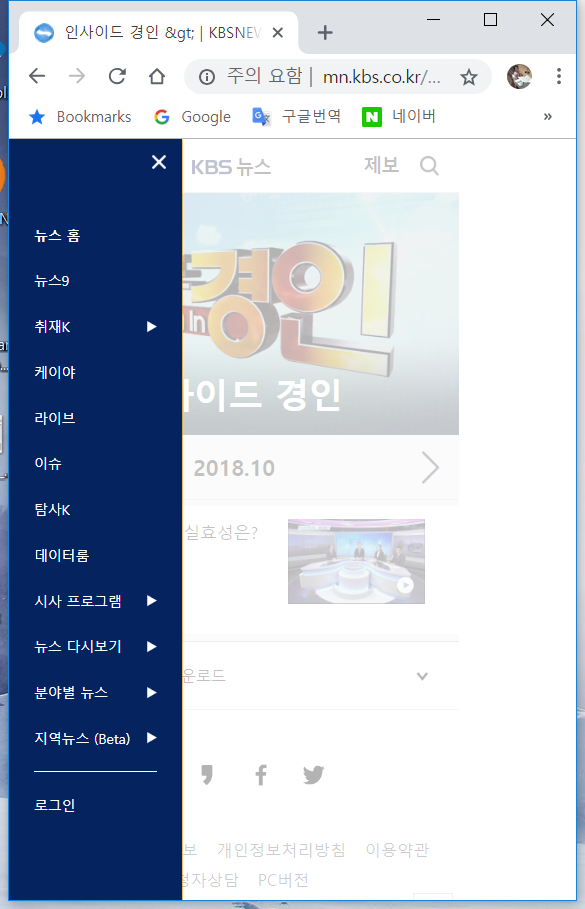 인사이드 경인 &gt; | KBSNEW
주의 요함 | mn.kbs.co.kr/...
Bookmarks Google 구글번역 네이버 »
KBS 뉴스 제보
뉴스 홈
뉴스9
경인
In
취재K
케이야
사이드 경인
라이브
이슈
2018.10
탐사K
실효성은?
데이터룸
시사 프로그램
뉴스 다시보기
운로드
분야별 뉴스
지역뉴스 (Beta)
로그인
보 개인정보처리방침 이용약관
청자상담 PC버전